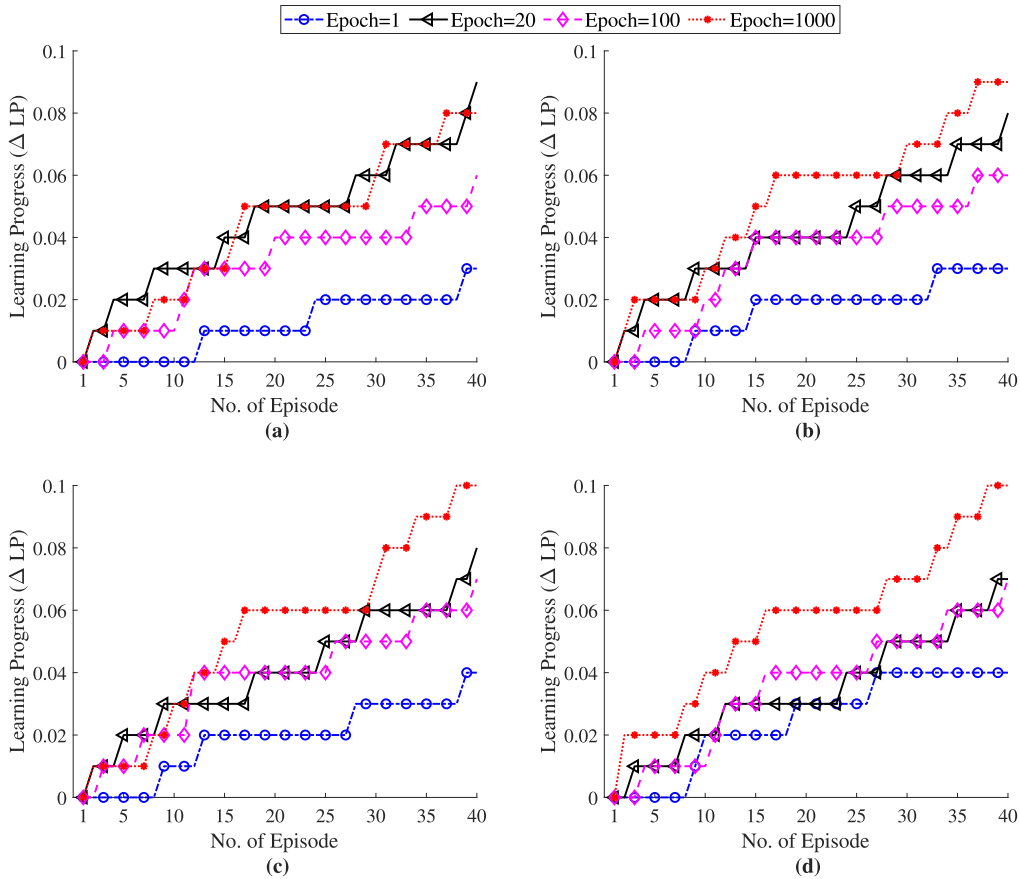 Epoch=1 Epoch=20 Epoch=100 Epoch=1000
Learning Progress (Δ LP)
0.1
0.08
0.06
0.04
0.02
0
1 5 10 15 20 25 30 35 40
No. of Episode
(a)
Learning Progress (Δ LP)
0.1
0.08
0.06
0.04
0.02
0
1 5 10 15 20 25 30 35 40
No. of Episode
(b)
Learning Progress (Δ LP)
0.1
0.08
0.06
0.04
0.02
0
1 5 10 15 20 25 30 35 40
No. of Episode
(c)
Learning Progress (Δ LP)
0.1
0.08
0.06
0.04
0.02
0
1 5 10 15 20 25 30 35 40
No. of Episode
(d)